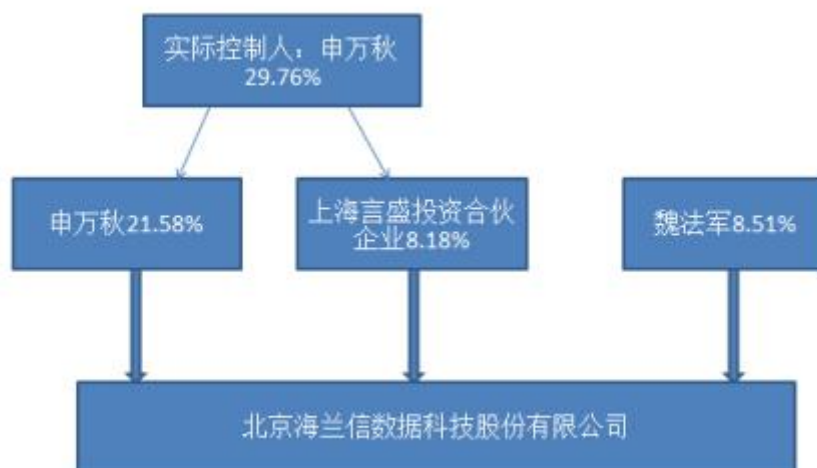 实际控制人：申万秋
29.76%
申万秋21.58%
上海言盛投资合伙
企业8.18%
魏法军8.51%
北京海兰信数据科技股份有限公司